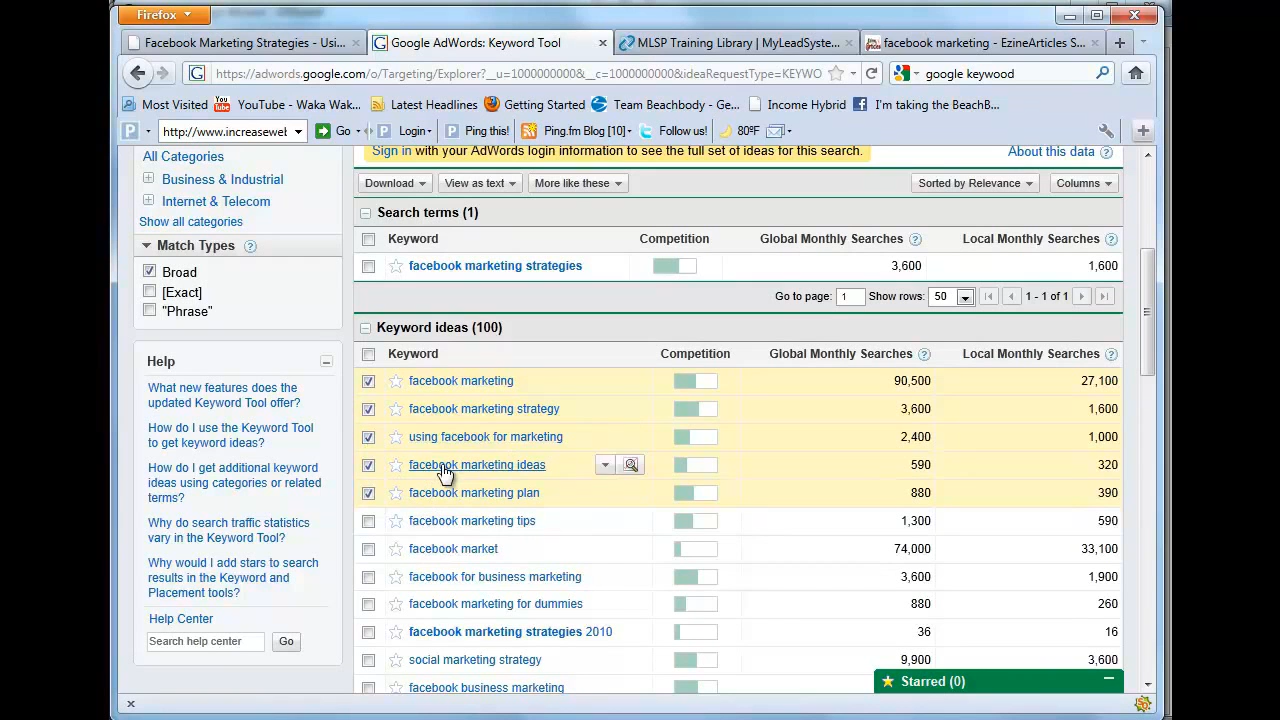 Firefox
Facebook Marketing Strategies - Usi...
Google AdWords: Keyword Tool
MLSP Training Library | MyLeadSyste...
facebook marketing - EzineArticles S...
https://adwords.google.com/o/Targeting/Explorer?__u=1000000000&__c=1000000000&ideaRequestType=KEYWO
google keywood
Most Visited
YouTube - Waka Wak...
Latest Headlines
Getting Started
Team Beachbody - Ge...
Income Hybrid
I'm taking the BeachB...
http://www.increaseweb
Go
Login
Ping this!
Ping.fm Blog [10]
Follow us!
80ºF
All Categories
Business & Industrial
Internet & Telecom
Show all categories
Match Types
Broad
[Exact]
"Phrase"
Help
What new features does the
updated Keyword Tool offer?
How do I use the Keyword Tool
to get keyword ideas?
How do I get additional keyword
ideas using categories or related
terms?
Why do search traffic statistics
vary in the Keyword Tool?
Why would I add stars to search
results in the Keyword and
Placement tools?
Help Center
Search help center
Go
Sign in with your AdWords login information to see the full set of ideas for this search.
About this data
Download
View as text
More like these
Sorted by Relevance
Columns
Search terms (1)
Keyword Competition Global Monthly Searches Local Monthly Searches
facebook marketing strategies 3,600 1,600
Go to page: 1 Show rows: 50 1 - 1 of 1
Keyword ideas (100)
Keyword Competition Global Monthly Searches Local Monthly Searches
facebook marketing 90,500 27,100
facebook marketing strategy 3,600 1,600
using facebook for marketing 2,400 1,000
facebook marketing ideas 590 320
facebook marketing plan 880 390
facebook marketing tips 1,300 590
facebook market 74,000 33,100
facebook for business marketing 3,600 1,900
facebook marketing for dummies 880 260
facebook marketing strategies 2010 36 16
social marketing strategy 9,900 3,600
facebook business marketing
Starred (0)